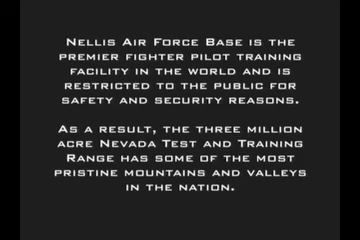 Nellis Air Force Base is the
premier fighter pilot training
facility in the world and is
restricted to the public for
safety and security reasons.
As a result, the three million
acre Nevada Test and Training
Range has some of the most
pristine mountains and valleys
in the nation.